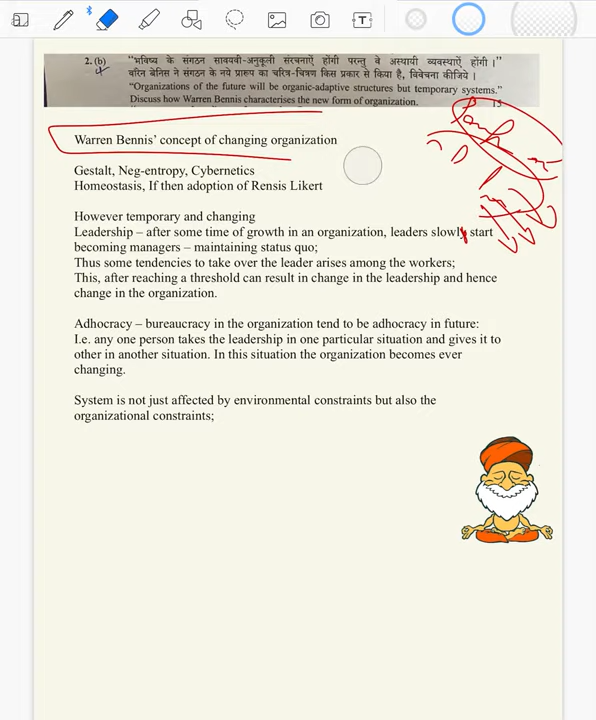 2. (b) "भविष्य के संगठन सावयवी-अनुकूली संरचनाऐं होंगी परन्तु वे अस्थायी व्यवस्थाऐं होंगी।"
वरिन बेनिस ने संगठन के नये प्रारूप का चरित्र-चित्रण किस प्रकार से किया है, विवेचना कीजिये।
"Organizations of the future will be organic-adaptive structures but temporary systems."
Discuss how Warren Bennis characterises the new form of organization. 15
Warren Bennis' concept of changing organization
Gestalt, Neg-entropy, Cybernetics
Homeostasis, If then adoption of Rensis Likert
However temporary and changing
Leadership – after some time of growth in an organization, leaders slowly start
becoming managers – maintaining status quo;
Thus some tendencies to take over the leader arises among the workers;
This, after reaching a threshold can result in change in the leadership and hence
change in the organization.
Adhocracy – bureaucracy in the organization tend to be adhocracy in future:
I.e. any one person takes the leadership in one particular situation and gives it to
other in another situation. In this situation the organization becomes ever
changing.
System is not just affected by environmental constraints but also the
organizational constraints;